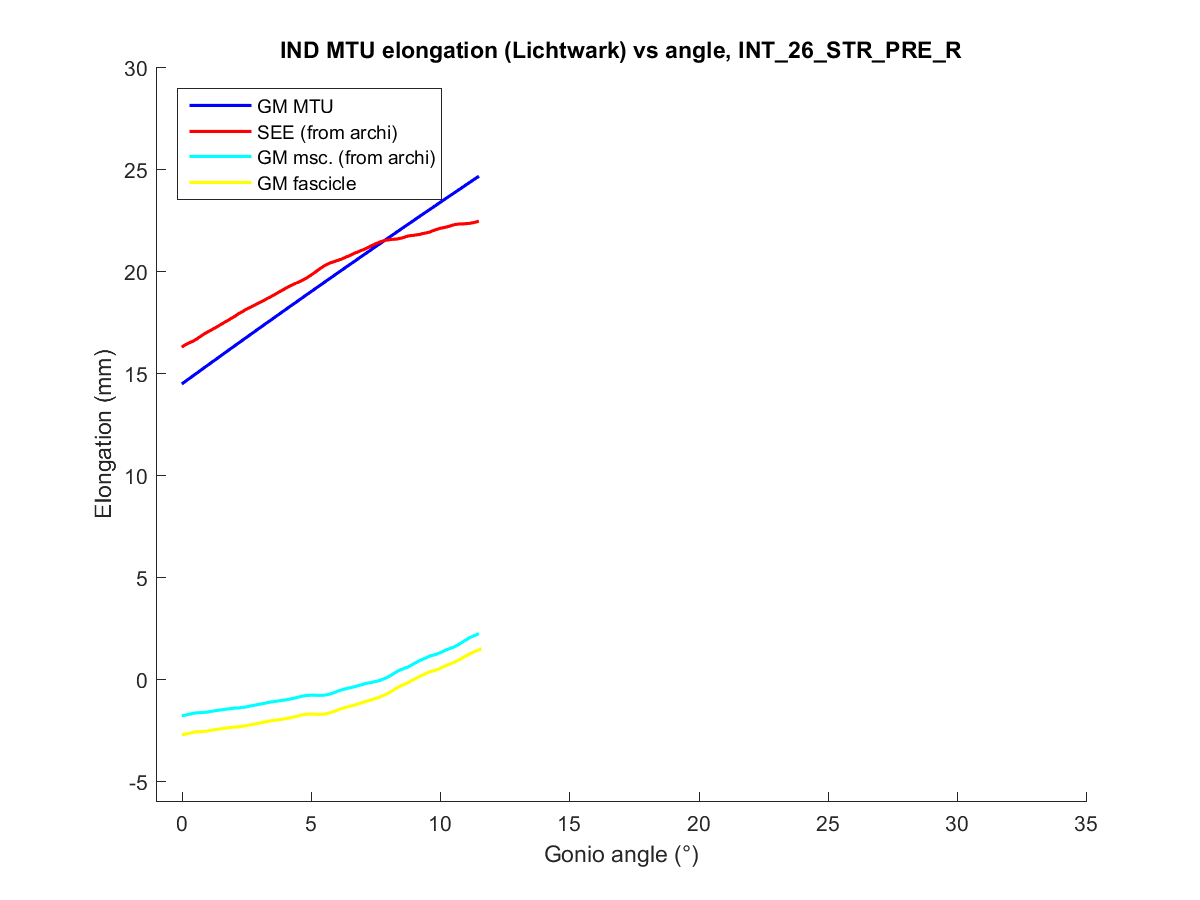 IND MTU elongation (Lichtwark) vs angle, INT_26_STR_PRE_R
30
25
20
15
10
5
0
-5
Elongation (mm)
GM MTU
SEE (from archi)
GM msc. (from archi)
GM fascicle
0 5 10 15 20 25 30 35
Gonio angle (°)